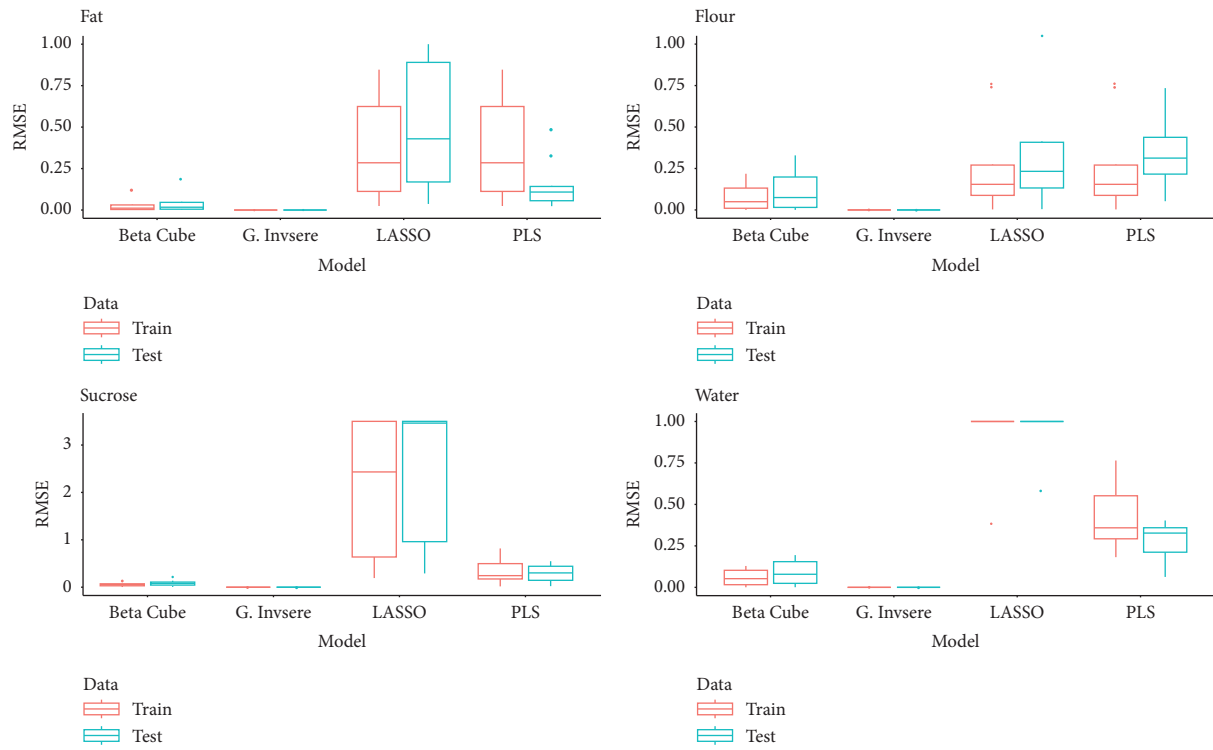 Fat
1.00
0.75
0.50
0.25
0.00
RMSE
Beta Cube G. Invsere LASSO PLS
Model
Data
Train
Test
Flour
1.00
0.75
0.50
0.25
0.00
RMSE
Beta Cube G. Invsere LASSO PLS
Model
Data
Train
Test
Sucrose
3
2
1
0
RMSE
Beta Cube G. Invsere LASSO PLS
Model
Data
Train
Test
Water
1.00
0.75
0.50
0.25
0.00
RMSE
Beta Cube G. Invsere LASSO PLS
Model
Data
Train
Test